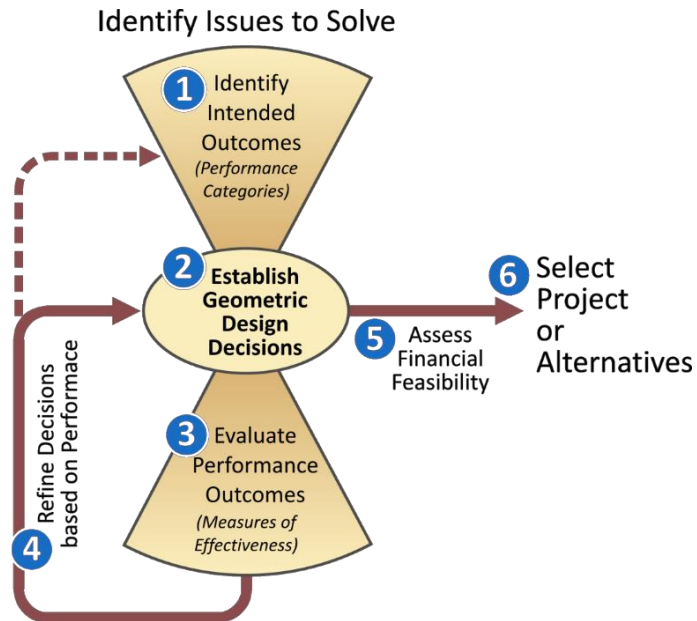 Identify Issues to Solve
1
Identify
Intended
Outcomes
(Performance
Categories)
2
Establish
Geometric
Design
Decisions
3
Evaluate
Performance
Outcomes
(Measures of
Effectiveness)
4
Refine Decisions
based on Performace
5
Assess
Financial
Feasibility
6
Select
Project
or
Alternatives